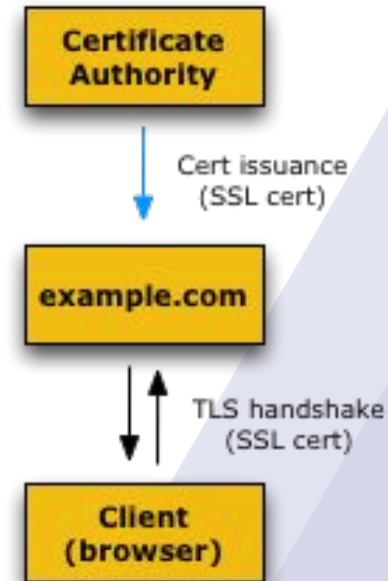 Certificate
Authority
Cert issuance
(SSL cert)
example.com
TLS handshake
(SSL cert)
Client
(browser)